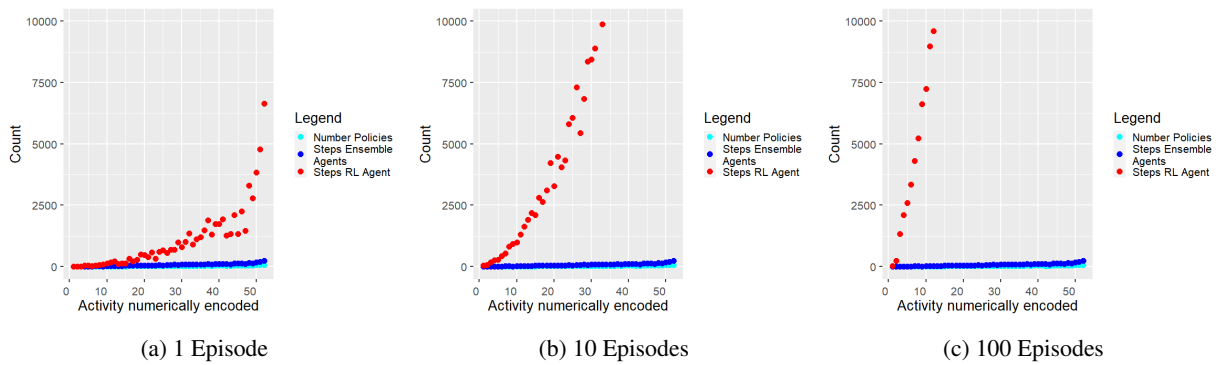 10000
7500
5000
2500
0
Count
0 10 20 30 40 50
Activity numerically encoded
Legend
Number Policies
Steps Ensemble
Agents
Steps RL Agent
(a) 1 Episode
10000
7500
5000
2500
0
Count
0 10 20 30 40 50
Activity numerically encoded
Legend
Number Policies
Steps Ensemble
Agents
Steps RL Agent
(b) 10 Episodes
10000
7500
5000
2500
0
Count
0 10 20 30 40 50
Activity numerically encoded
Legend
Number Policies
Steps Ensemble
Agents
Steps RL Agent
(c) 100 Episodes